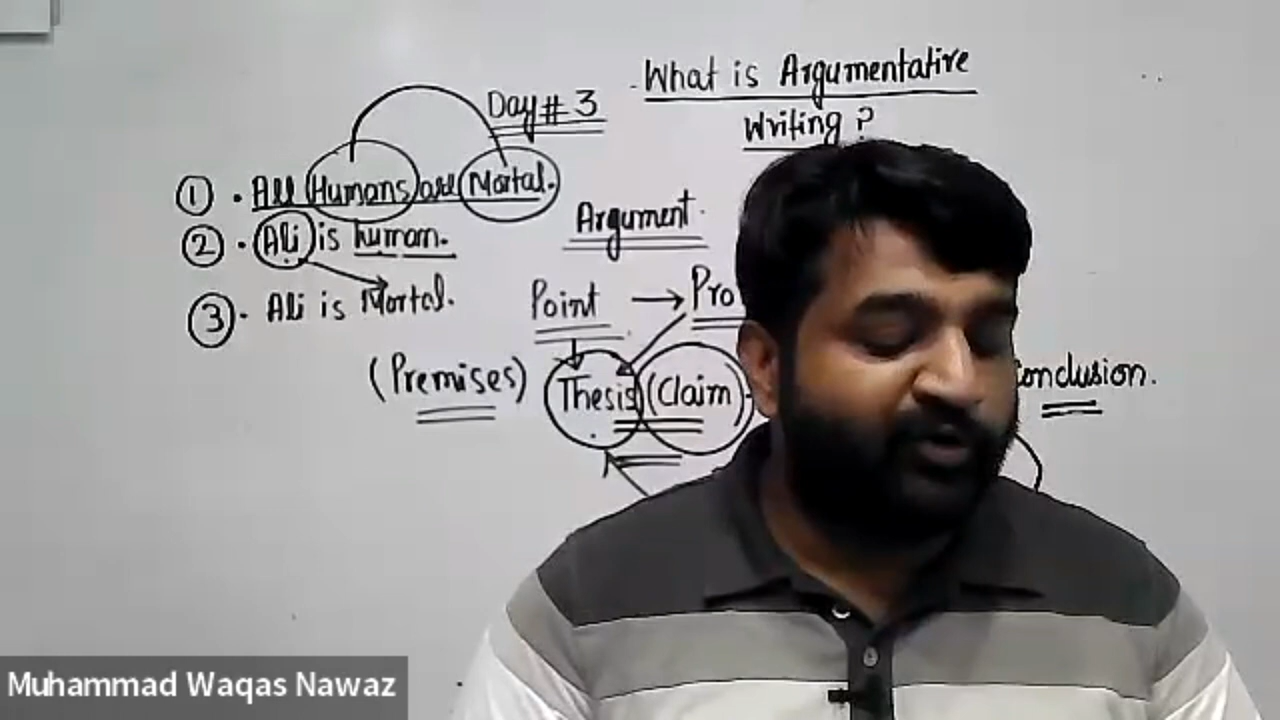 What is Argumentative
Writing?
Day # 3
① · All Humans are Mortal.
② · Ali is human.
③ · Ali is Mortal.
Argument.
Point →
(Premises) Thesis (Claim)
Conclusion.
Muhammad Waqas Nawaz